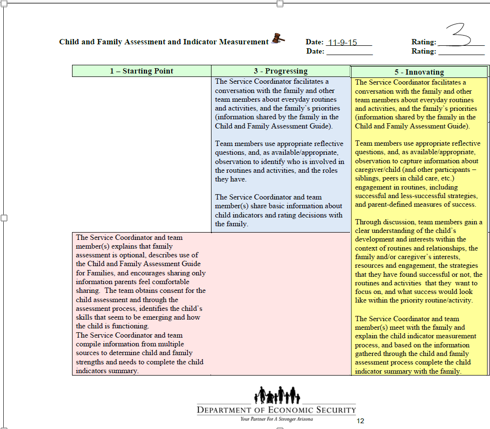 Child and Family Assessment and Indicator Measurement
Date: 11-9-15
Rating: 3
Date:
Rating:
1 – Starting Point
3 - Progressing
5 - Innovating
The Service Coordinator and team
member(s) explains that family
assessment is optional, describes use of
the Child and Family Assessment Guide
for Families, and encourages sharing only
information parents feel comfortable
sharing. The team obtains consent for the
child assessment and through the
assessment process, identifies the child's
skills that seem to be emerging and how
the child is functioning.
The Service Coordinator and team
compile information from multiple
sources to determine child and family
strengths and needs to complete the child
indicators summary.
The Service Coordinator facilitates a
conversation with the family and other
team members about everyday routines
and activities, and the family's priorities
(information shared by the family in the
Child and Family Assessment Guide).
Team members use appropriate reflective
questions, and, as available/appropriate,
observation to identify who is involved in
the routines and activities, and the roles
they have.
The Service Coordinator and team
member(s) share basic information about
child indicators and rating decisions with
the family.
The Service Coordinator facilitates a
conversation with the family and other
team members about everyday routines
and activities, and the family's priorities
(information shared by the family in the
Child and Family Assessment Guide).
Team members use appropriate reflective
questions, and, as available/appropriate,
observation to capture information about
caregiver/child (and other participants –
siblings, peers in child care, etc.)
engagement in routines, including
successful and less-successful strategies,
and parent-defined measures of success.
Through discussion, team members gain a
clear understanding of the child's
development and interests within the
context of routines and relationships, the
family and/or caregiver's interests,
resources and engagement, the strategies
that they have found successful or not, the
routines and activities that they want to
focus on, and what success would look
like within the priority routine/activity.
The Service Coordinator and team
member(s) meet with the family and
explain the child indicator measurement
process, and based on the information
gathered through the child and family
assessment process complete the child
indicator summary with the family.
DEPARTMENT OF ECONOMIC SECURITY
Your Partner For A Stronger Arizona
12